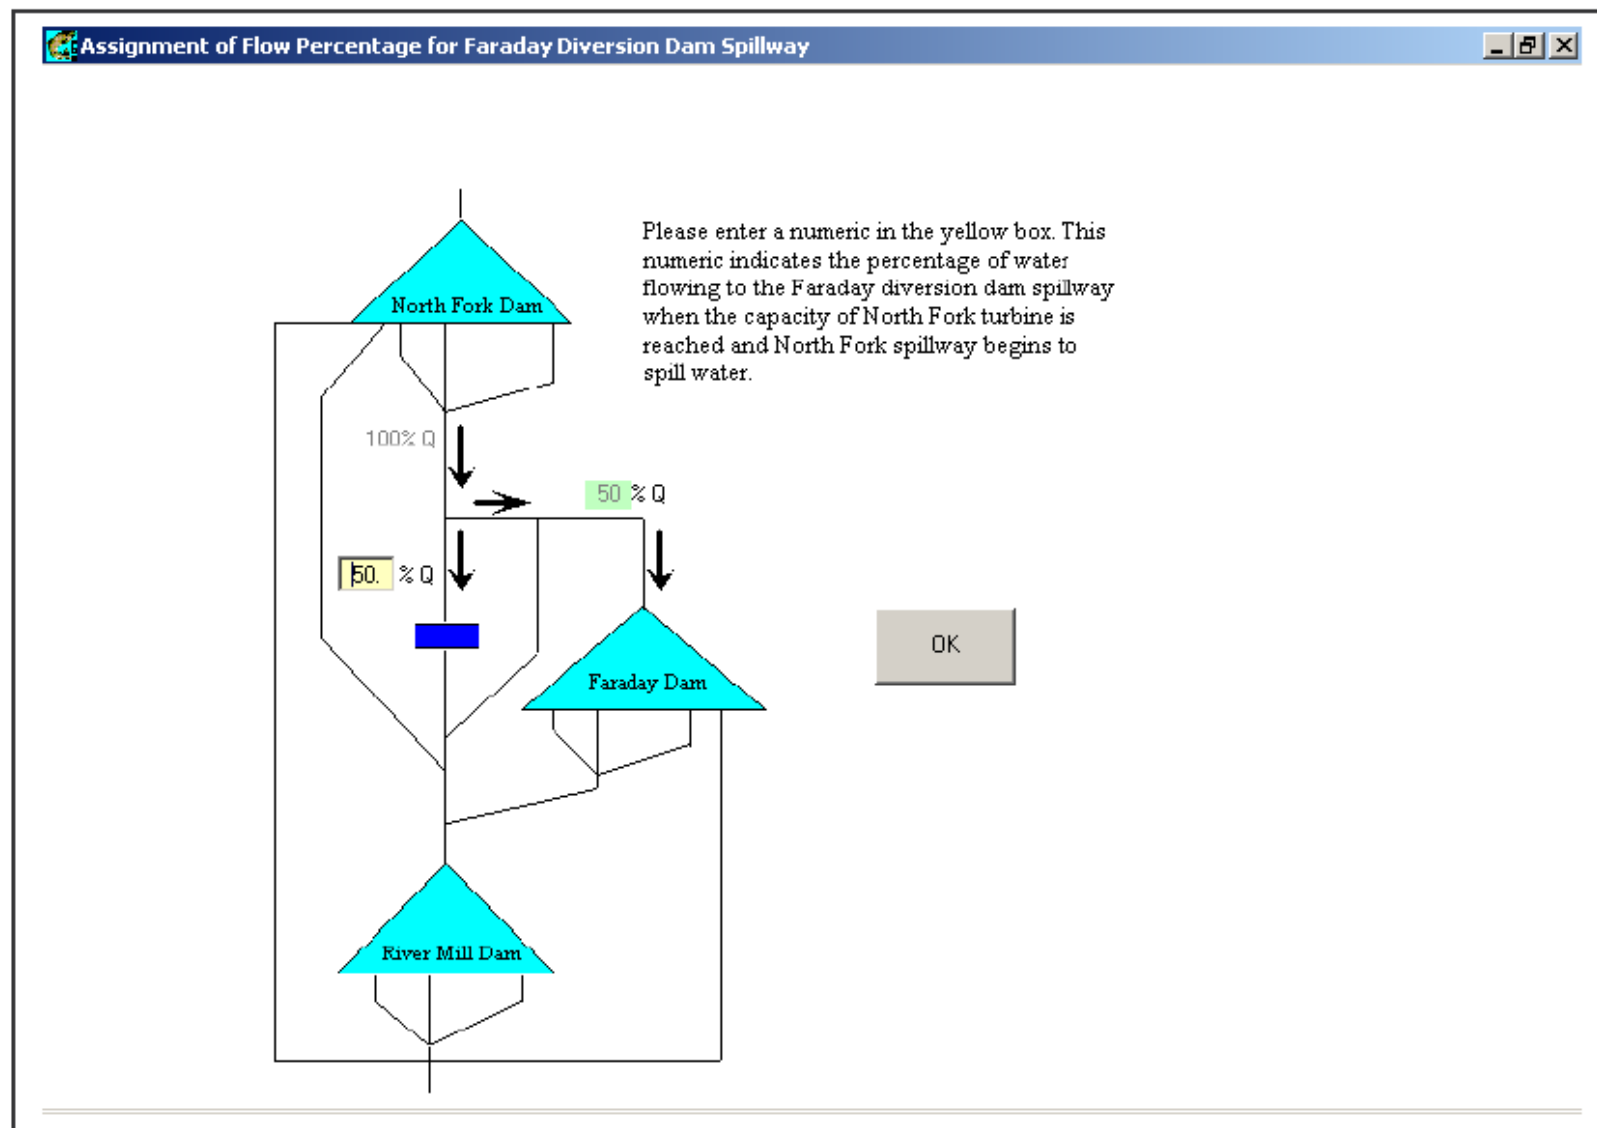 Assignment of Flow Percentage for Faraday Diversion Dam Spillway
Please enter a numeric in the yellow box. This
numeric indicates the percentage of water
flowing to the Faraday diversion dam spillway
when the capacity of North Fork turbine is
reached and North Fork spillway begins to
spill water.
North Fork Dam
100% Q
50 % Q
50. % Q
OK
Faraday Dam
River Mill Dam